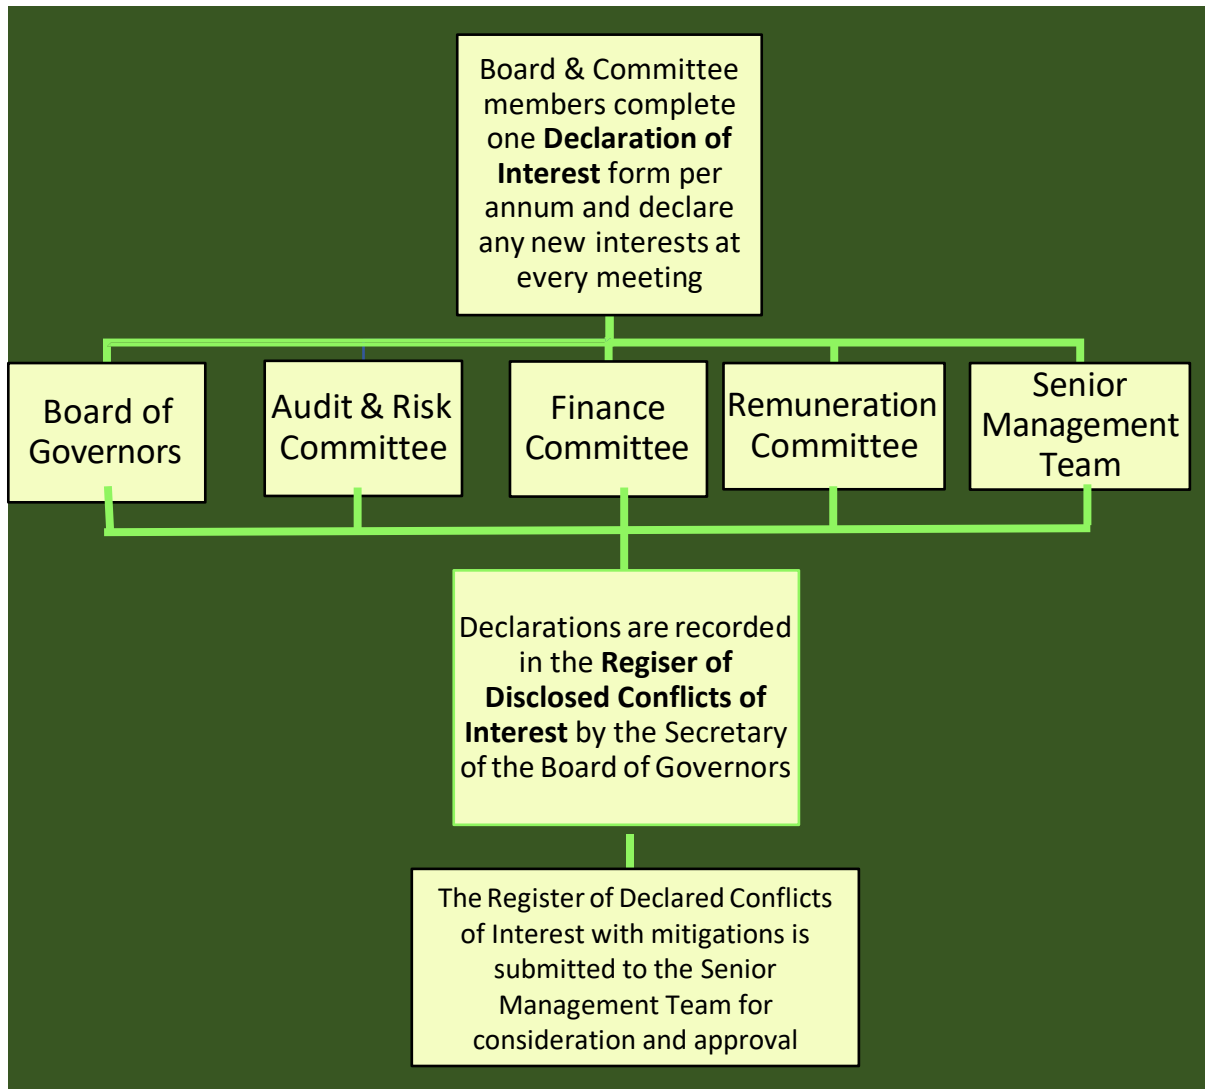 Board & Committee
members complete
one Declaration of
Interest form per
annum and declare
any new interests at
every meeting
Board of
Governors
Audit & Risk
Committee
Finance
Committee
Remuneration
Committee
Senior
Management
Team
Declarations are recorded
in the Regiser of
Disclosed Conflicts of
Interest by the Secretary
of the Board of Governors
The Register of Declared Conflicts
of Interest with mitigations is
submitted to the Senior
Management Team for
consideration and approval